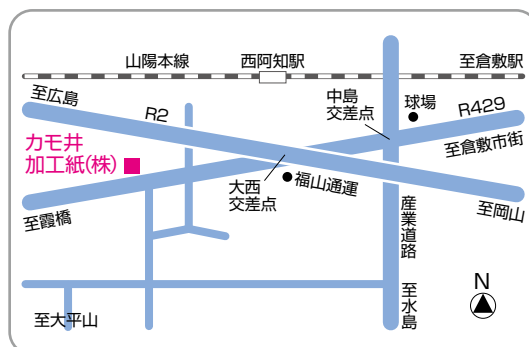 山陽本線
西阿知駅
至倉敷駅
至広島
R2
中島
交差点
球場
R429
至倉敷市街
カモ井
加工紙(株)
大西
交差点
福山通運
至霞橋
至岡山
産業道路
至水島
至大平山
N